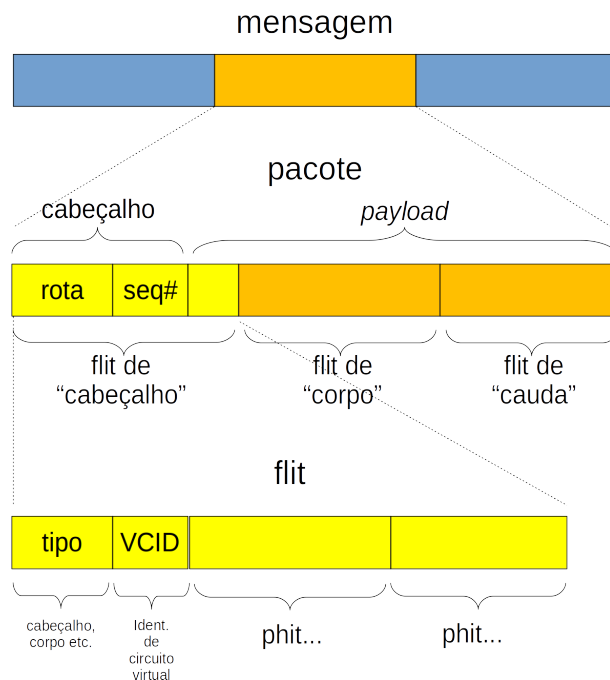 mensagem
pacote
cabeçalho
payload
rota
seq#
flit de
“cabeçalho”
flit de
“corpo”
flit de
“cauda”
flit
tipo
VCID
cabeçalho,
corpo etc.
Ident.
de
circuito
virtual
phit...
phit...